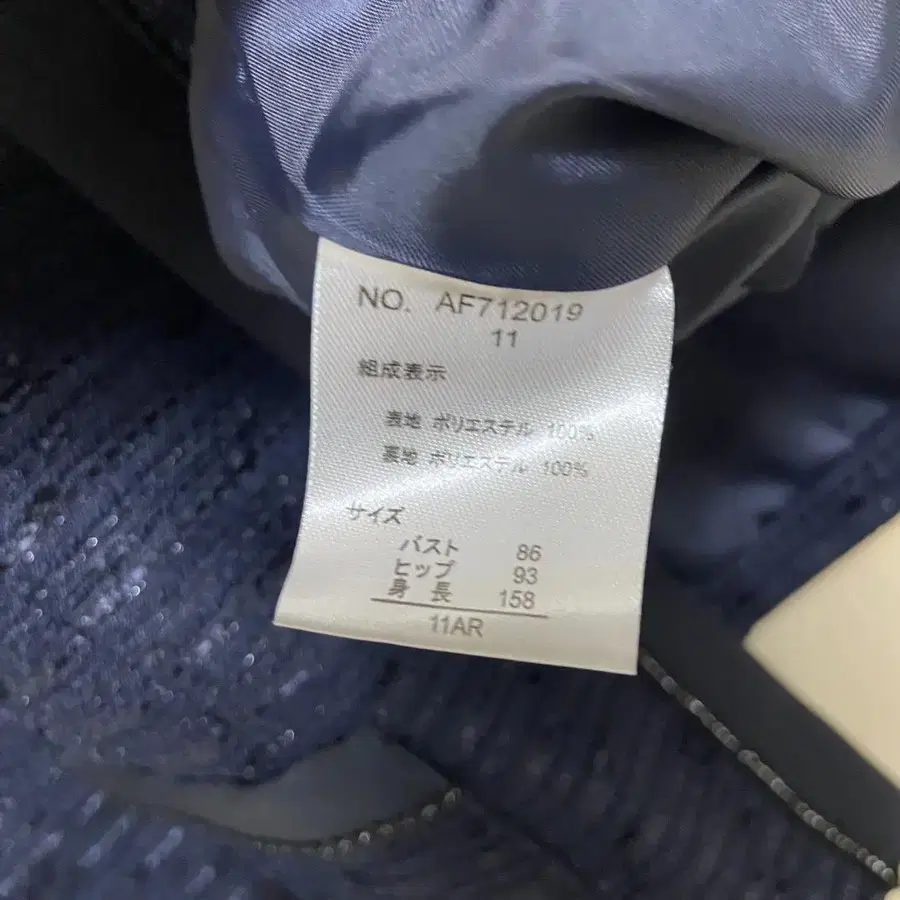 NO. AF712019
11
組成表示
表地 ポリエステル 100%
裏地 ポリエステル 100%
サイズ
バスト 86
ヒップ 93
身長 158
11AR